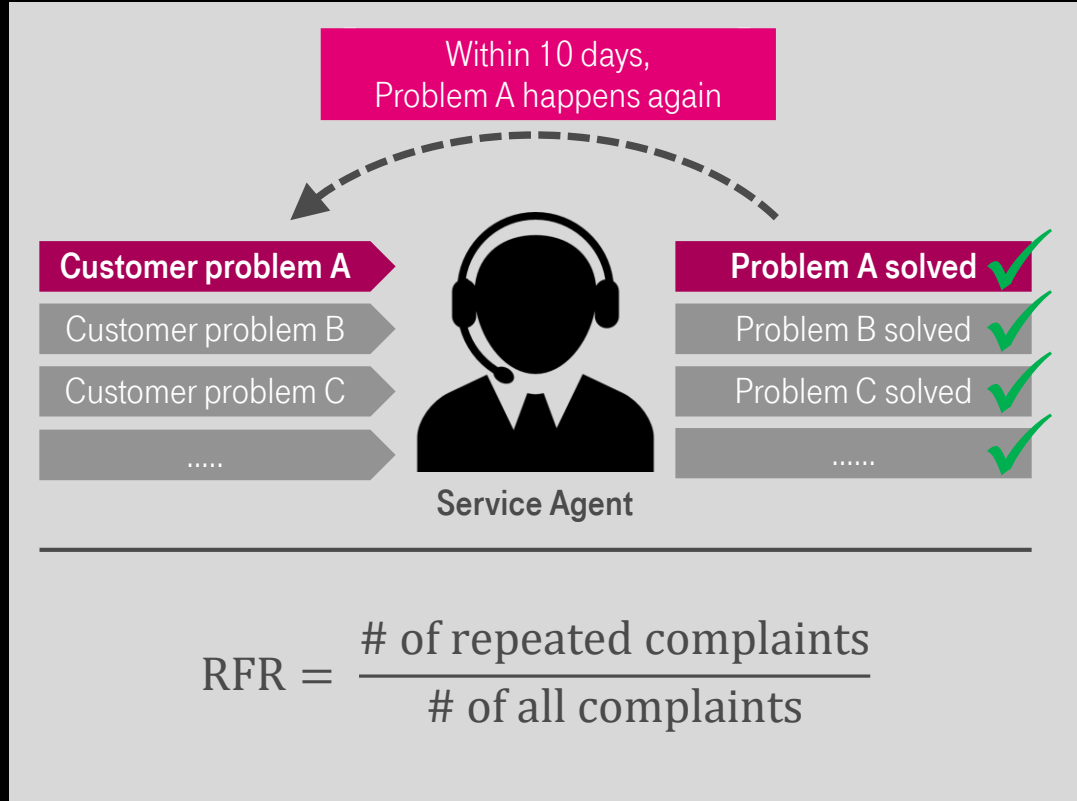 Within 10 days,
Problem A happens again
Customer problem A
Problem A solved
Customer problem B
Problem B solved
Customer problem C
Problem C solved
.....
......
Service Agent
RFR = # of repeated complaints
# of all complaints